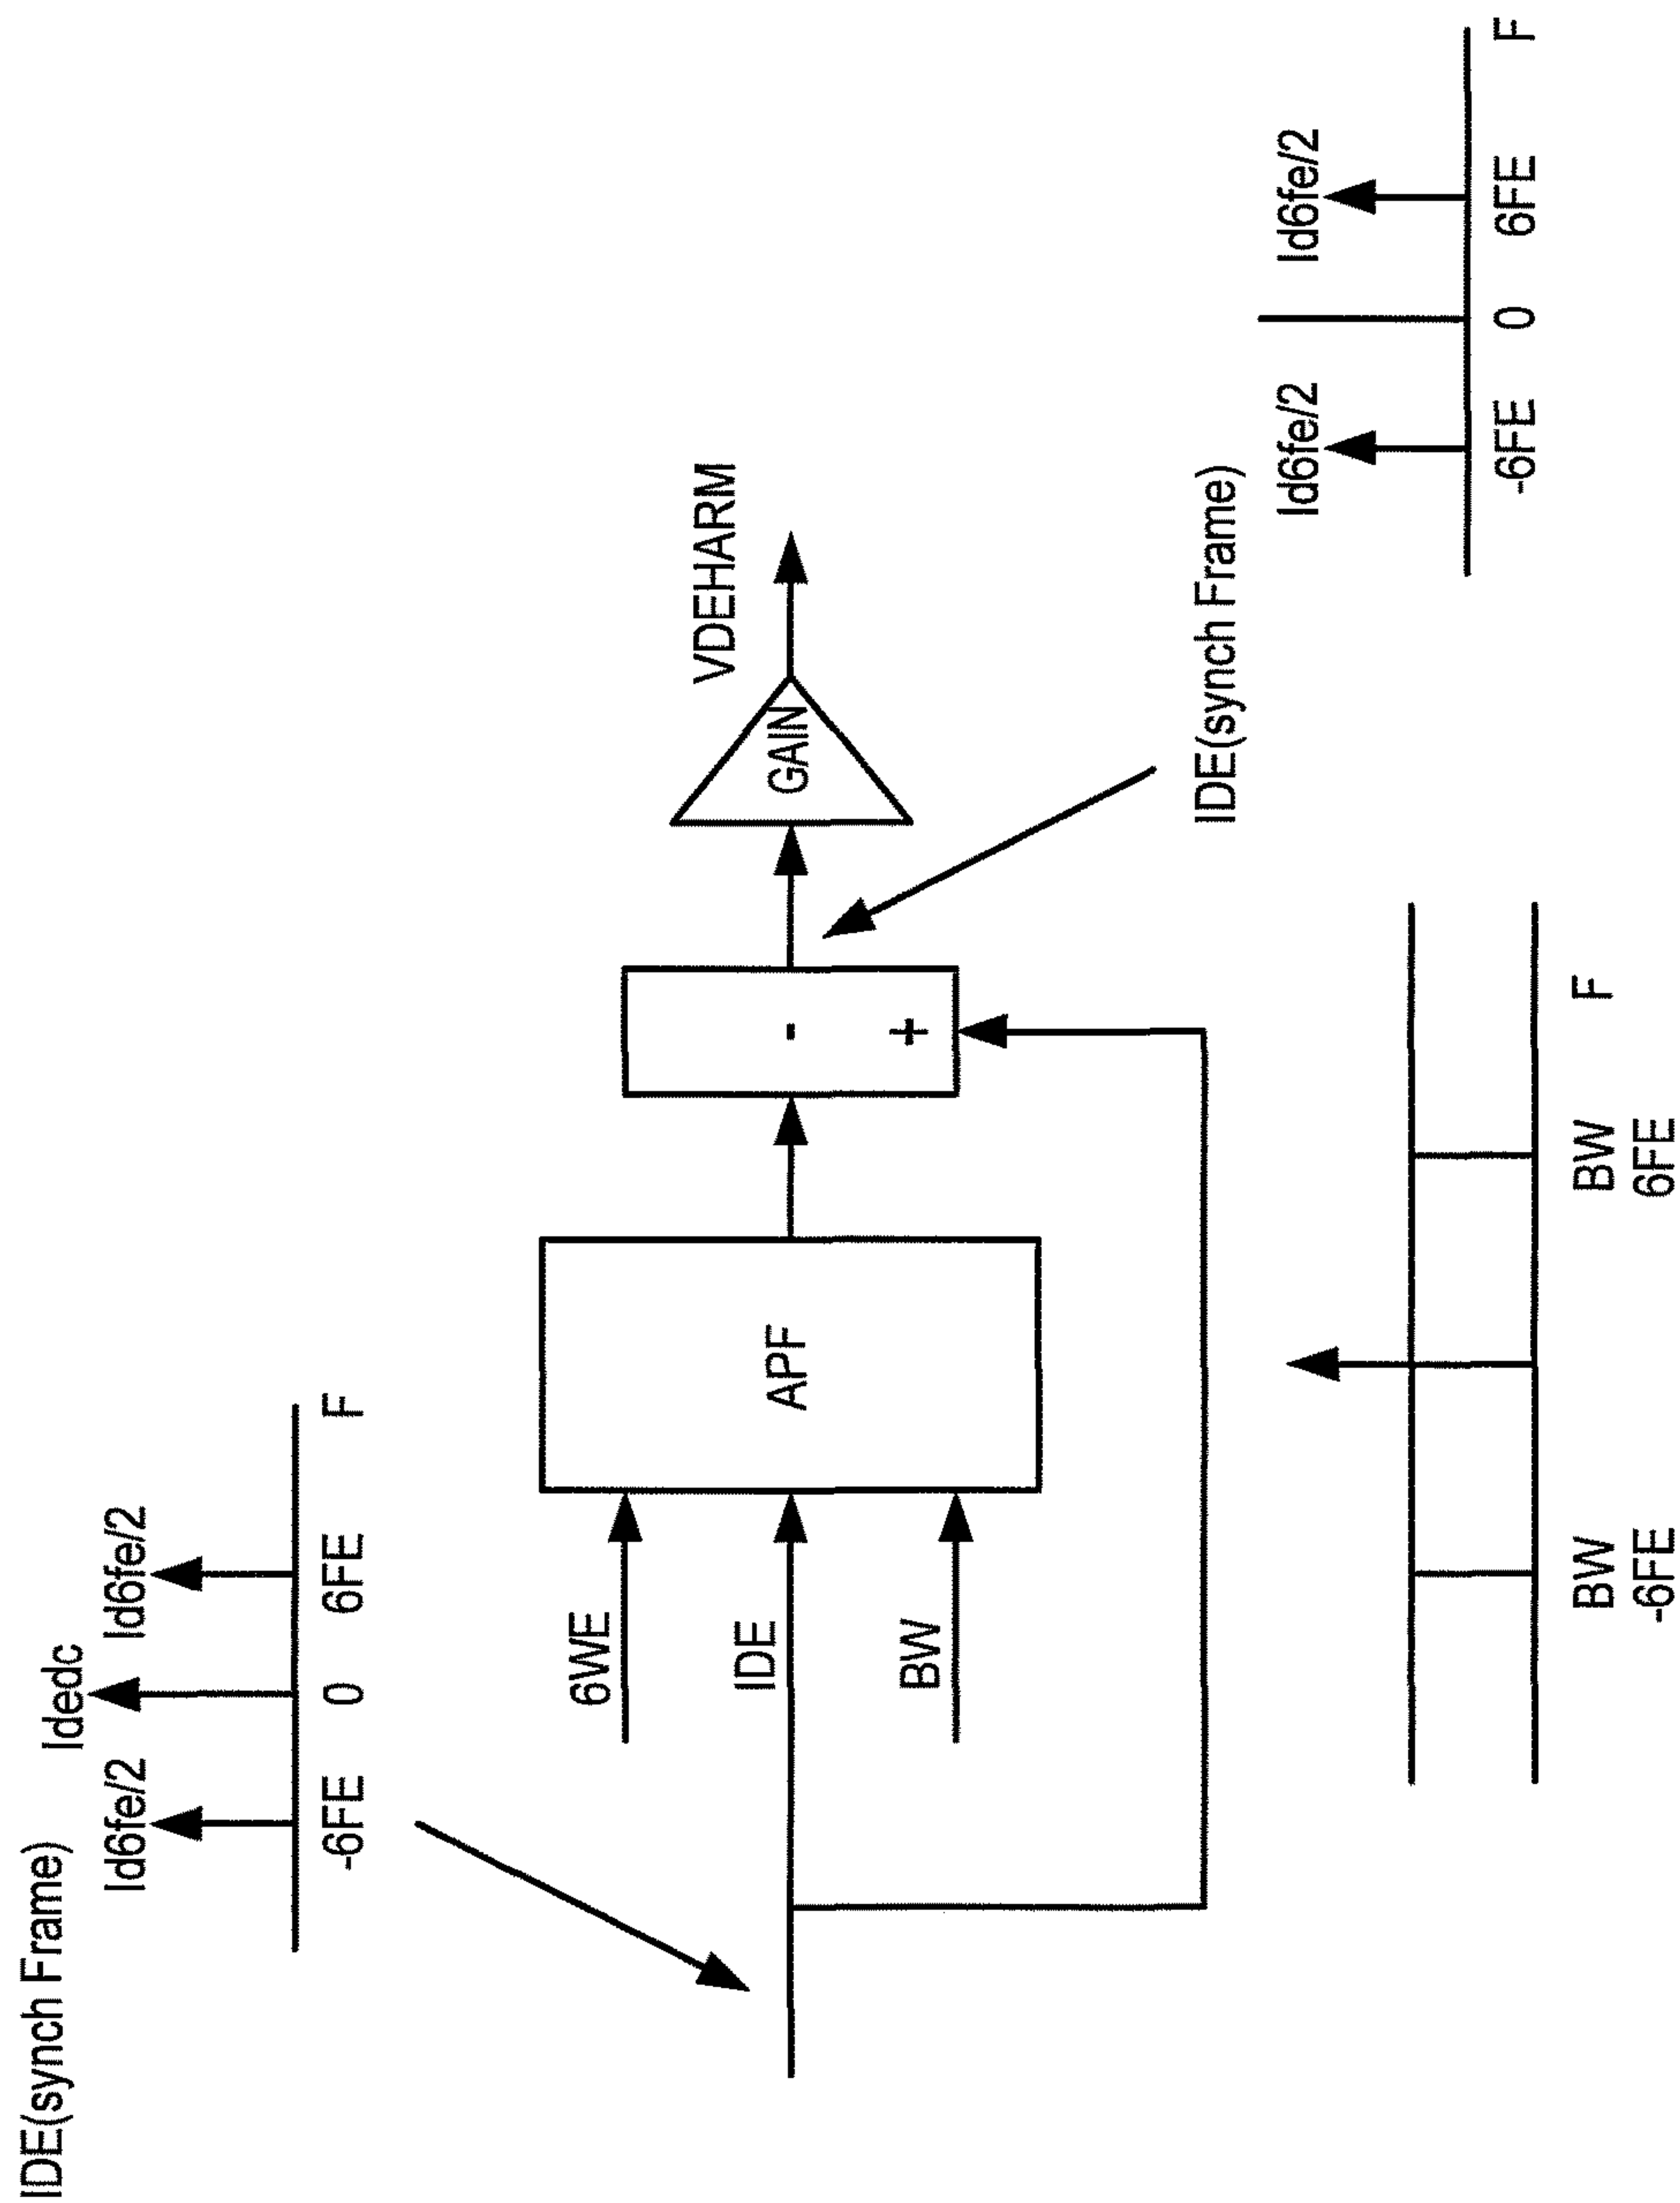 IDE(synch Frame)
Idedc
Id6fe/2
Id6fe/2
-6FE
0
6FE
F
6WE
IDE
BW
APF
-
+
GAIN
VDEHARM
IDE(synch Frame)
BW
-6FE
BW
6FE
F
Id6fe/2
Id6fe/2
-6FE
0
6FE
F